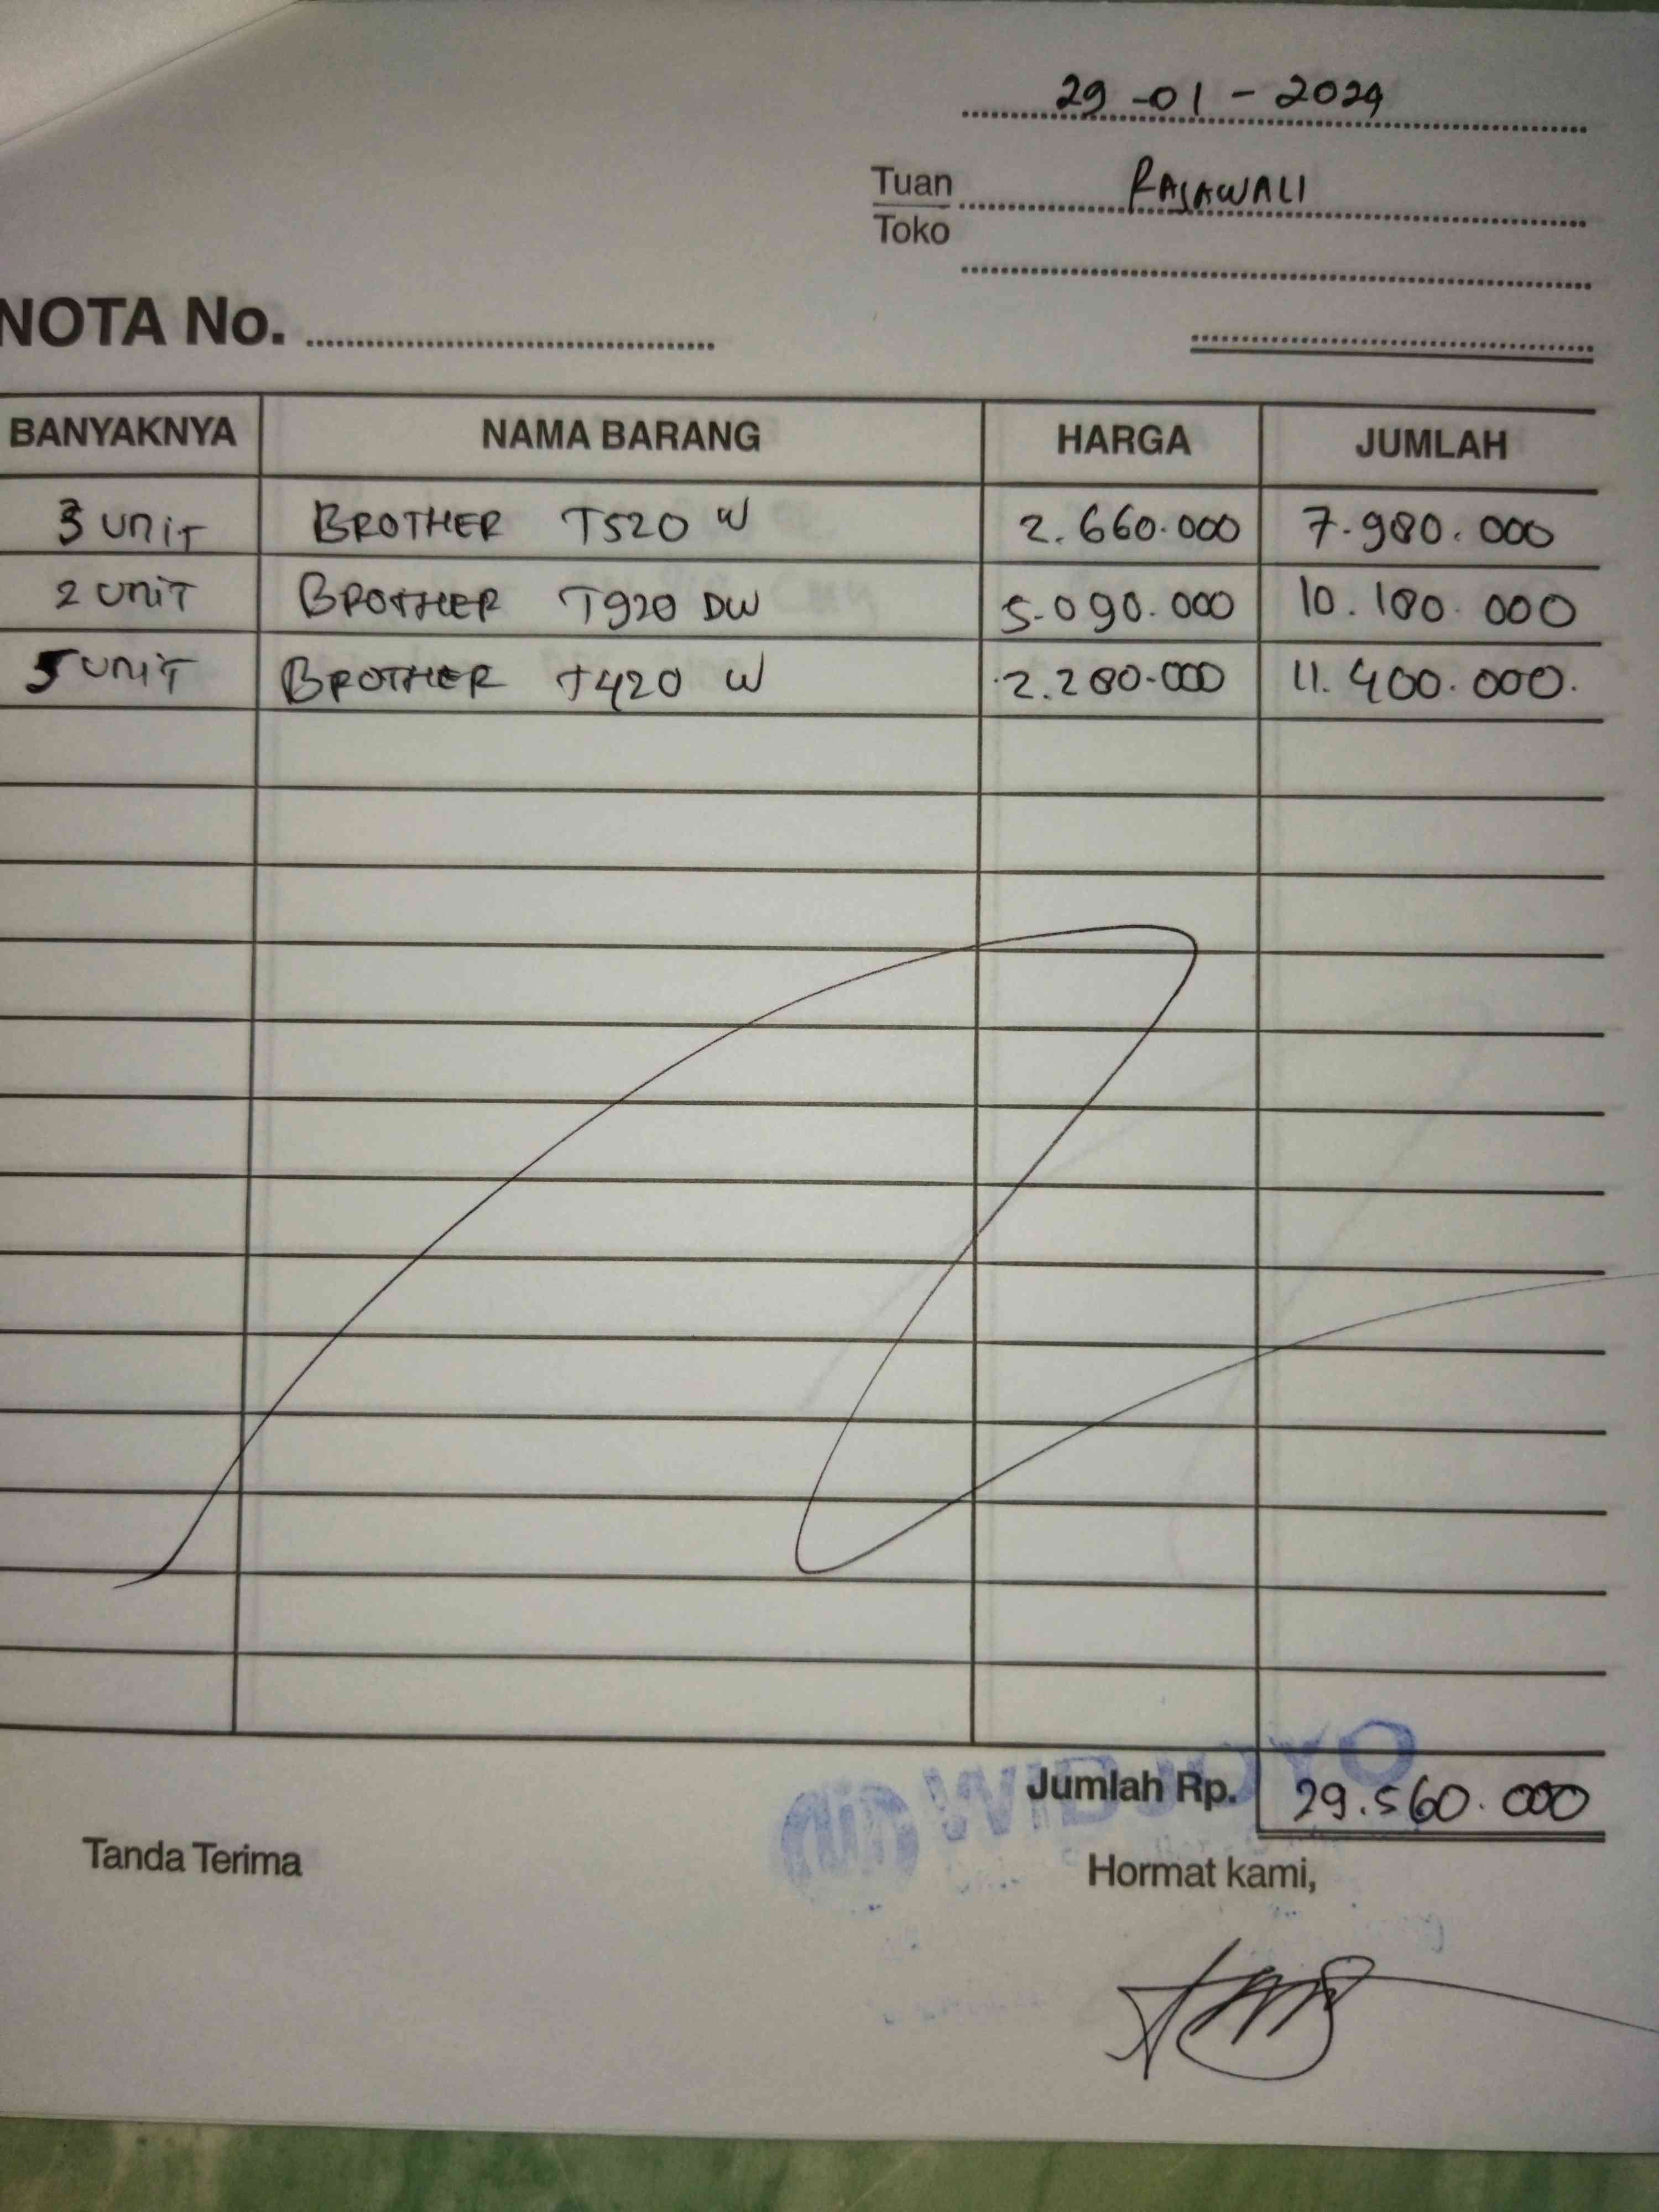 29-01-2024
Tuan RAJAWALI
Toko
NOTA No.
BANYAKNYA NAMA BARANG HARGA JUMLAH
3 UNIT BROTHER T520 W 2.660.000 7.980.000
2 UNIT BROTHER T920 DW 5.090.000 10.180.000
5 UNIT BROTHER T420 W 2.280.000 11.400.000.
WIDJOYO
Jumlah Rp. 29.560.000
Tanda Terima Hormat kami,